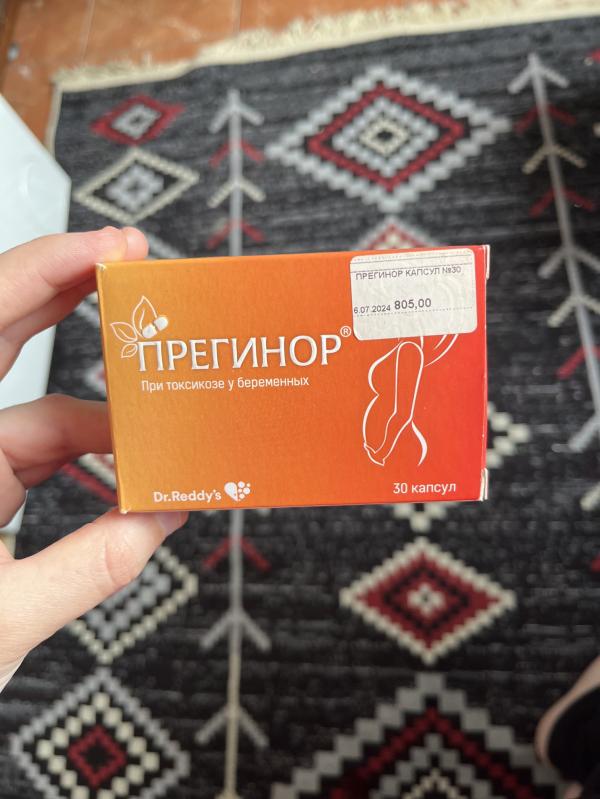 ПРЕГИНОР КАПСУЛ №30
6.07.2024 805,00
ПРЕГИНОР®
При токсикозе у беременных
Dr.Reddy's
30 капсул